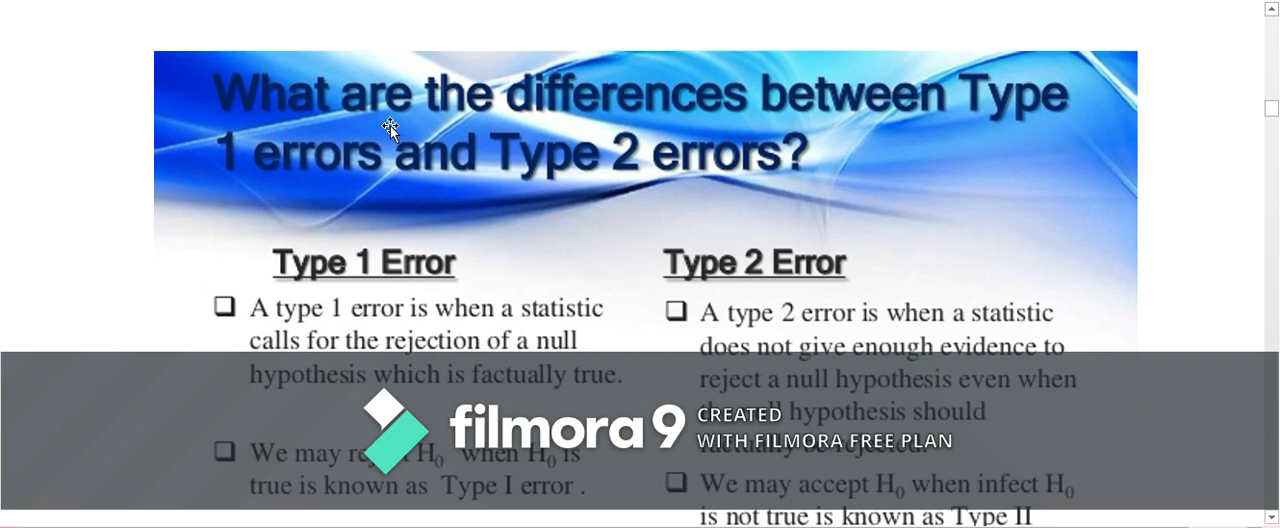 What are the differences between Type
1 errors and Type 2 errors?
Type 1 Error
A type 1 error is when a statistic
calls for the rejection of a null
hypothesis which is factually true.
We may reject H₀ when H₀ is
true is known as Type I error .
Type 2 Error
A type 2 error is when a statistic
does not give enough evidence to
reject a null hypothesis even when
hypothesis should
factually be rejected.
We may accept H₀ when infect H₀
is not true is known as Type II
filmora 9
CREATED
WITH FILMORA FREE PLAN